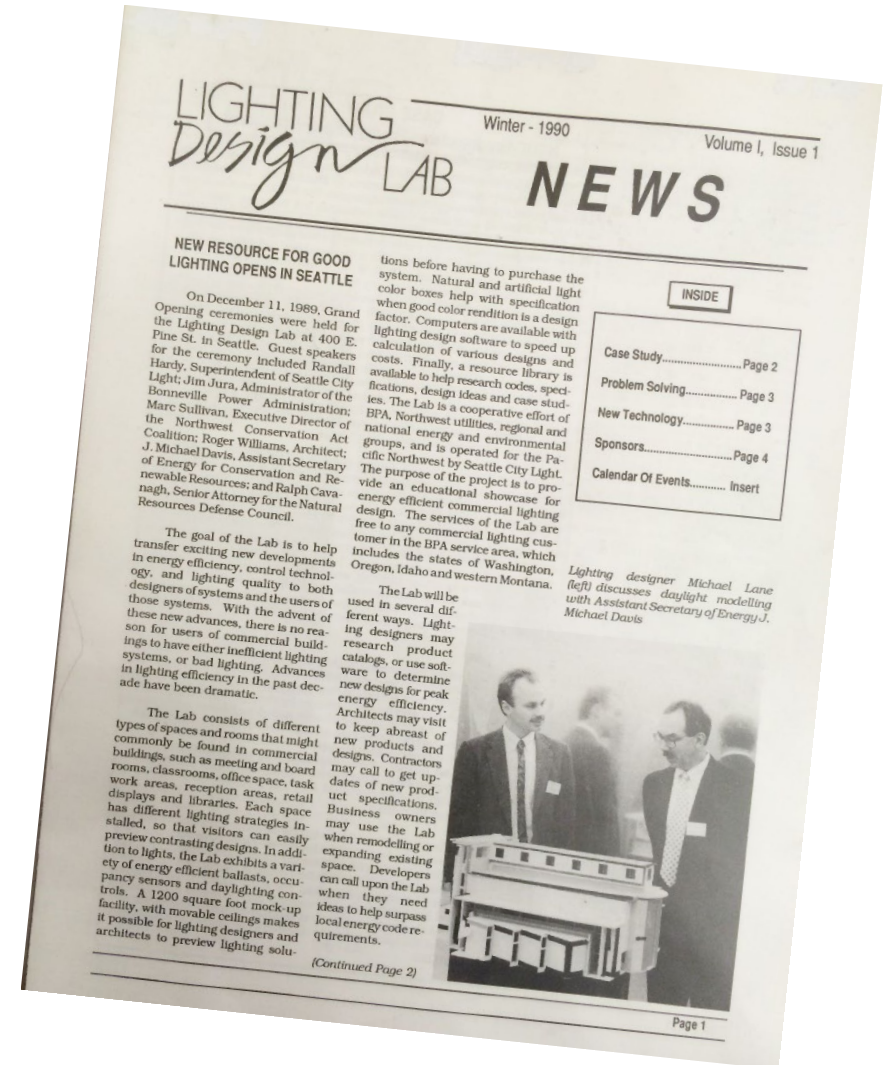 LIGHTING
Design LAB
Winter - 1990
Volume I, Issue 1
NEWS
NEW RESOURCE FOR GOOD
LIGHTING OPENS IN SEATTLE
On December 11, 1989, Grand
Opening ceremonies were held for
the Lighting Design Lab at 400 E.
Pine St. in Seattle. Guest speakers
for the ceremony included Randall
Hardy, Superintendent of Seattle City
Light; Jim Jura, Administrator of the
Bonneville Power Administration;
Marc Sullivan, Executive Director of
the Northwest Conservation Act
Coalition; Roger Williams, Architect;
J. Michael Davis, Assistant Secretary
of Energy for Conservation and Re-
newable Resources; and Ralph Cava-
nagh, Senior Attorney for the Natural
Resources Defense Council.
The goal of the Lab is to help
transfer exciting new developments
in energy efficiency, control technol-
ogy, and lighting quality to both
designers of systems and the users of
those systems. With the advent of
these new advances, there is no rea-
son for users of commercial build-
ings to have either inefficient lighting
systems, or bad lighting. Advances
in lighting efficiency in the past dec-
ade have been dramatic.
The Lab consists of different
types of spaces and rooms that might
commonly be found in commercial
buildings, such as meeting and board
rooms, classrooms, office space, task
work areas, reception areas, retail
displays and libraries. Each space
has different lighting strategies in-
stalled, so that visitors can easily
preview contrasting designs. In addi-
tion to lights, the Lab exhibits a vari-
ety of energy efficient ballasts, occu-
pancy sensors and daylighting con-
trols. A 1200 square foot mock-up
facility, with movable ceilings makes
it possible for lighting designers and
architects to preview lighting solu-
tions before having to purchase the
system. Natural and artificial light
color boxes help with specification
when good color rendition is a design
factor. Computers are available with
lighting design software to speed up
calculation of various designs and
costs. Finally, a resource library is
available to help research codes, speci-
fications, design ideas and case stud-
ies. The Lab is a cooperative effort of
BPA, Northwest utilities, regional and
national energy and environmental
groups, and is operated for the Pa-
cific Northwest by Seattle City Light.
The purpose of the project is to pro-
vide an educational showcase for
energy efficient commercial lighting
design. The services of the Lab are
free to any commercial lighting cus-
tomer in the BPA service area, which
includes the states of Washington,
Oregon, Idaho and western Montana.
The Lab will be
used in several dif-
ferent ways. Light-
ing designers may
research product
catalogs, or use soft-
ware to determine
new designs for peak
energy efficiency.
Architects may visit
to keep abreast of
new products and
designs. Contractors
may call to get up-
dates of new prod-
uct specifications.
Business owners
may use the Lab
when remodelling or
expanding existing
space. Developers
can call upon the Lab
when they need
ideas to help surpass
local energy code re-
quirements.
(Continued Page 2)
INSIDE
Case Study........................ Page 2
Problem Solving................ Page 3
New Technology................ Page 3
Sponsors...........................Page 4
Calendar Of Events............ Insert
Lighting designer Michael Lane
(left) discusses daylight modelling
with Assistant Secretary of Energy J.
Michael Davis
Page 1